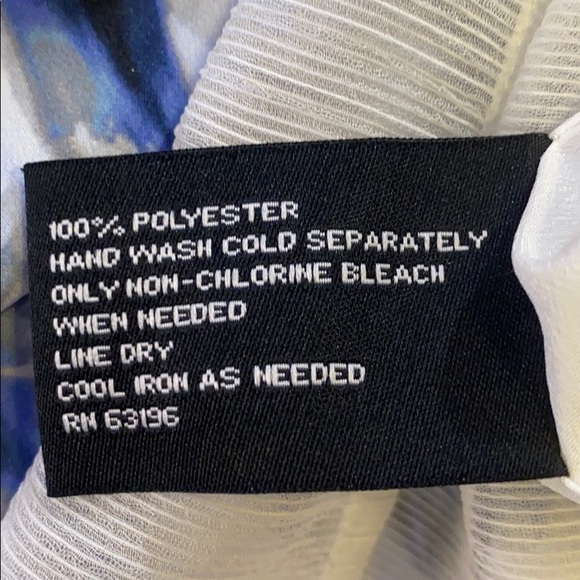 100% POLYESTER
HAND WASH COLD SEPARATELY
ONLY NON-CHLORINE BLEACH
WHEN NEEDED
LINE DRY
COOL IRON AS NEEDED
RN 63196